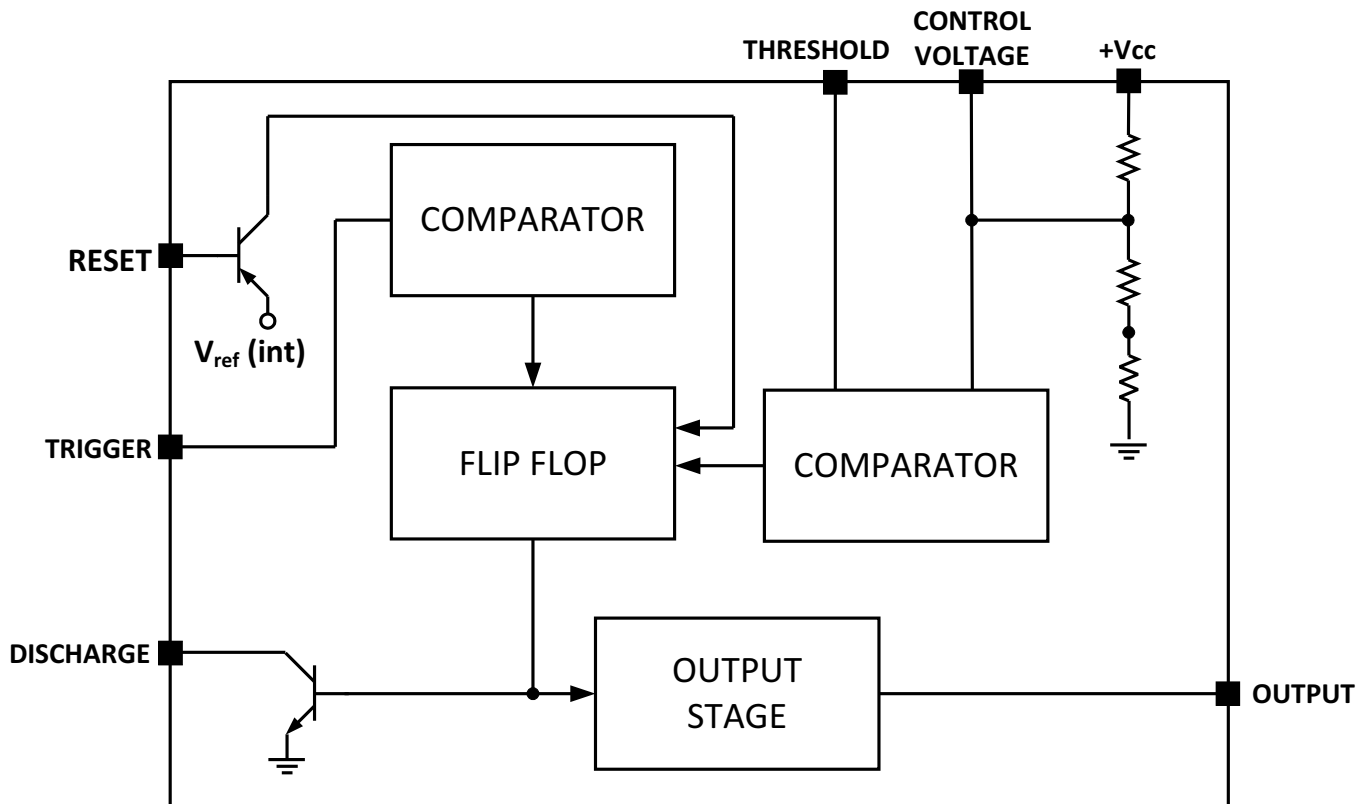 CONTROL
VOLTAGE
THRESHOLD
+Vcc
COMPARATOR
RESET
Vref (int)
TRIGGER
FLIP FLOP
COMPARATOR
DISCHARGE
OUTPUT
STAGE
OUTPUT